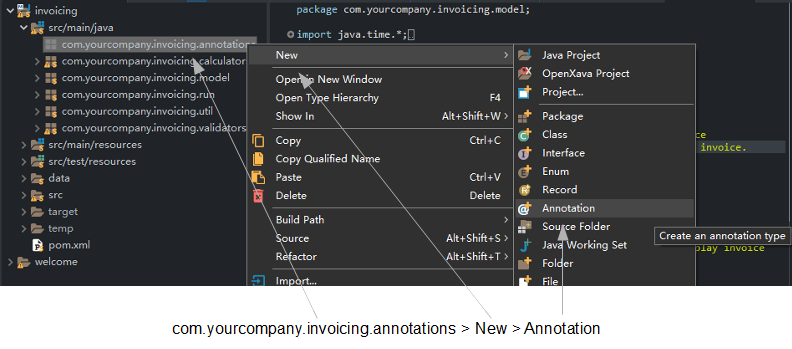 invoicing
src/main/java
com.yourcompany.invoicing.annotations
com.yourcompany.invoicing.calculator
com.yourcompany.invoicing.model
com.yourcompany.invoicing.run
com.yourcompany.invoicing.util
com.yourcompany.invoicing.validators
src/main/resources
src/test/resources
data
src
target
temp
pom.xml
welcome
package com.yourcompany.invoicing.model;
import java.time.*;
New
Open in New Window
Open Type Hierarchy F4
Show In Alt+Shift+W
Copy Ctrl+C
Copy Qualified Name
Paste Ctrl+V
Delete Delete
Build Path
Source Alt+Shift+S
Refactor Alt+Shift+T
Import...
Java Project
OpenXava Project
Project...
Package
Class
Interface
Enum
Record
Annotation
Source Folder
Java Working Set
Folder
File
invoice.
Create an annotation type
play invoice
com.yourcompany.invoicing.annotations > New > Annotation